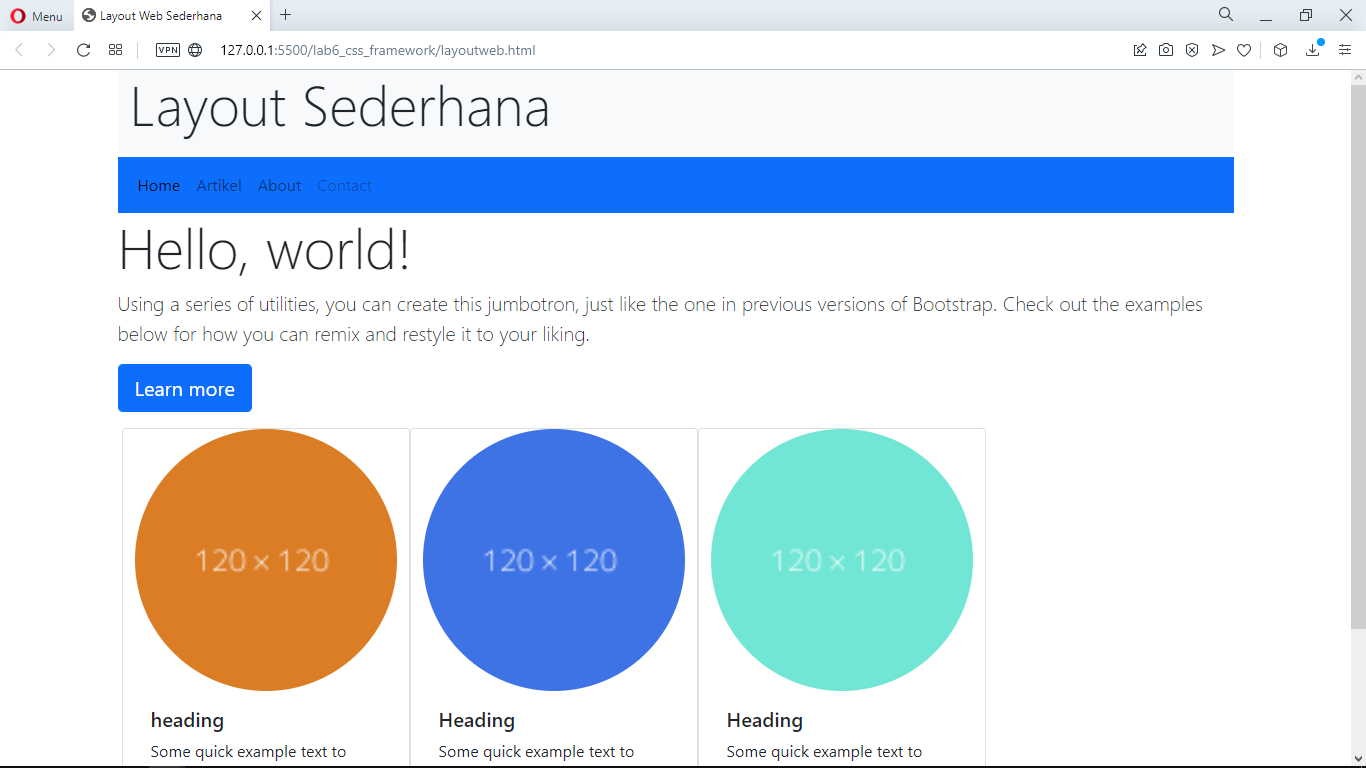 Menu
Layout Web Sederhana
VPN
127.0.0.1:5500/lab6_css_framework/layoutweb.html
Layout Sederhana
Home Artikel About Contact
Hello, world!
Using a series of utilities, you can create this jumbotron, just like the one in previous versions of Bootstrap. Check out the examples
below for how you can remix and restyle it to your liking.
Learn more
120 × 120
120 × 120
120 × 120
heading
Heading
Heading
Some quick example text to
Some quick example text to
Some quick example text to